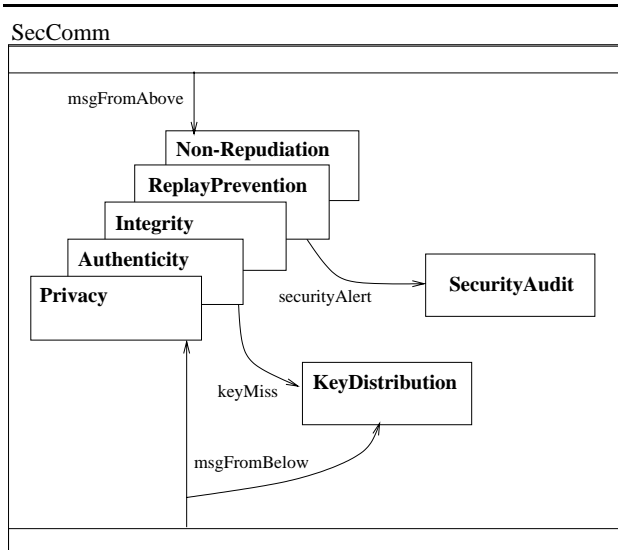 SecComm
msgFromAbove
Non-Repudiation
ReplayPrevention
Integrity
Authenticity
Privacy
securityAlert
SecurityAudit
keyMiss
KeyDistribution
msgFromBelow